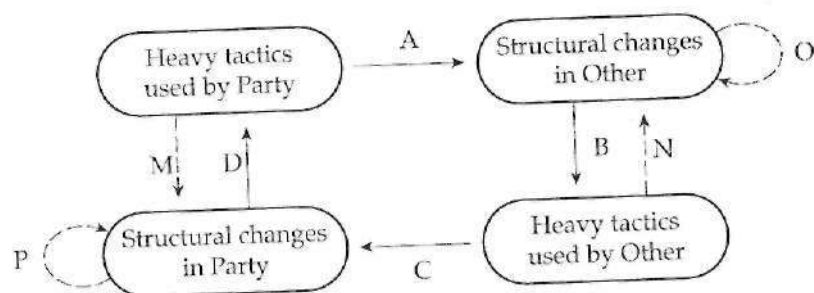 Heavy tactics
used by Party
A
Structural changes
in Other
O
M
D
B
N
P
Structural changes
in Party
C
Heavy tactics
used by Other